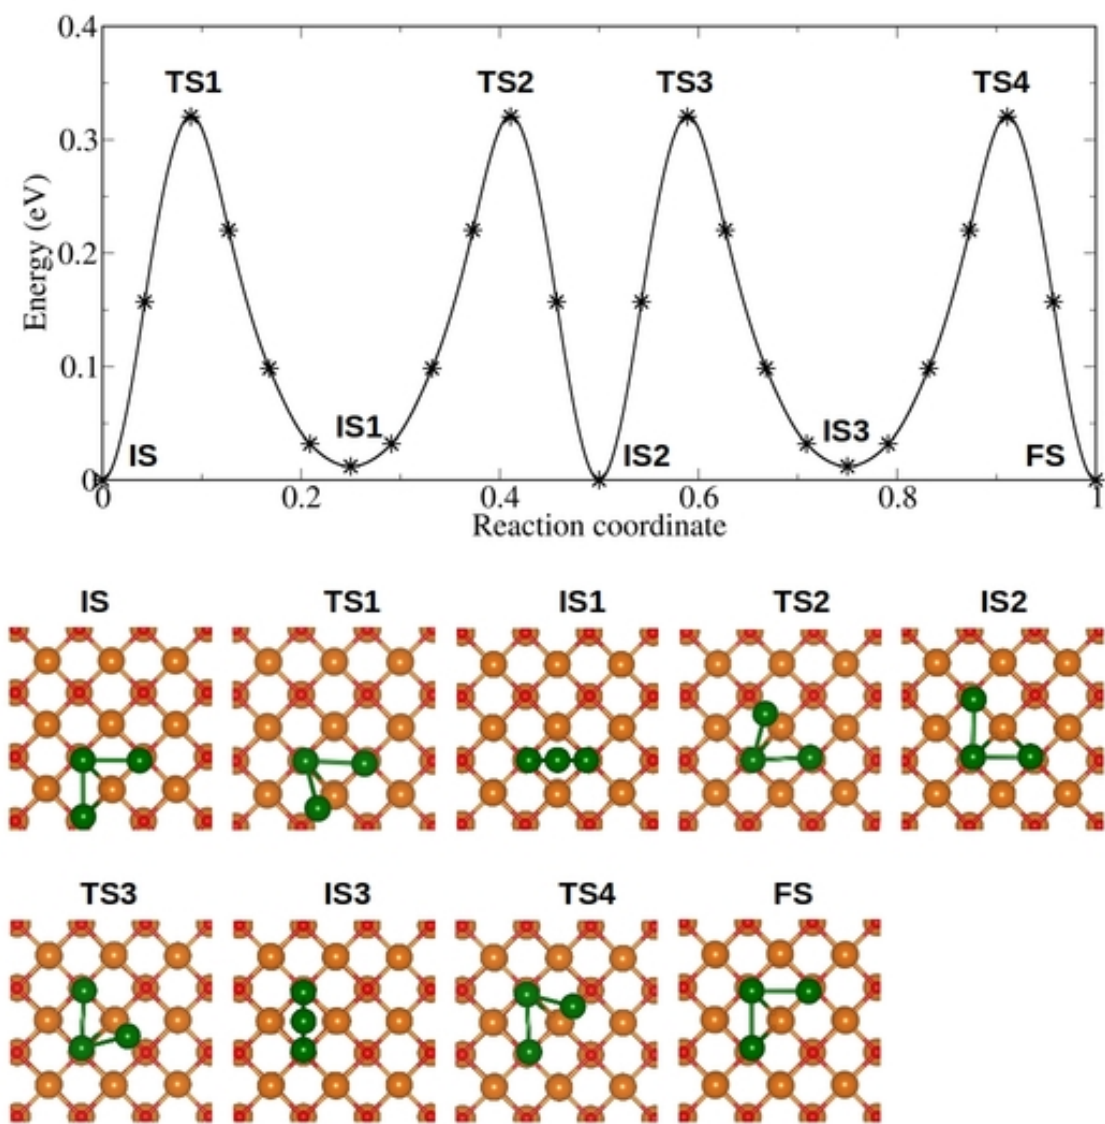 0.4
TS1 TS2 TS3 TS4
0.3
Energy (eV)
0.2
0.1
IS1 IS3
IS IS2 FS
0
0 0.2 0.4 0.6 0.8 1
Reaction coordinate
IS TS1 IS1 TS2 IS2
TS3 IS3 TS4 FS